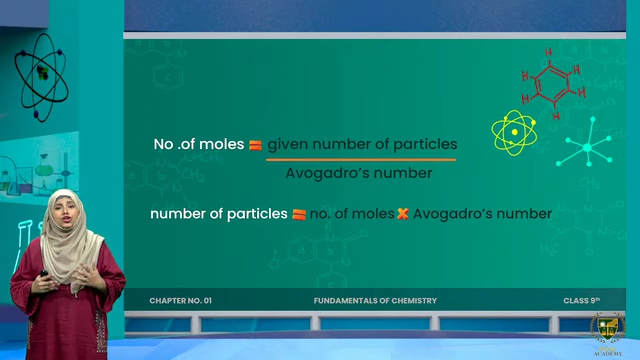 No .of moles = given number of particles
Avogadro's number
number of particles = no. of moles × Avogadro's number
CHAPTER NO. 01
FUNDAMENTALS OF CHEMISTRY
CLASS 9th
ACADEMY